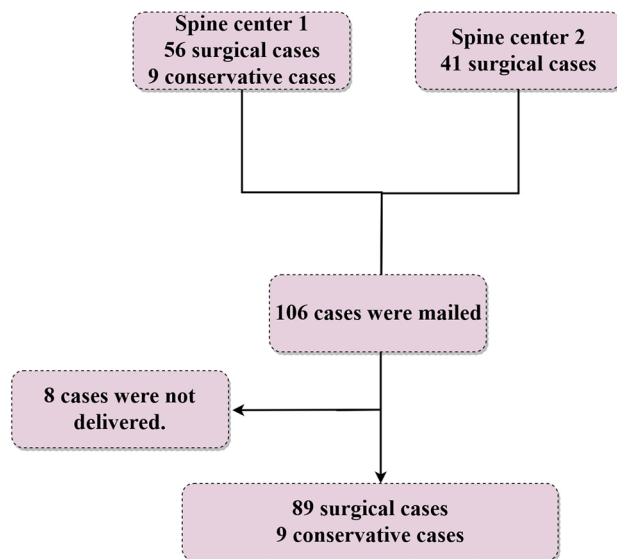 Spine center 1
56 surgical cases
9 conservative cases
Spine center 2
41 surgical cases
106 cases were mailed
8 cases were not
delivered.
89 surgical cases
9 conservative cases